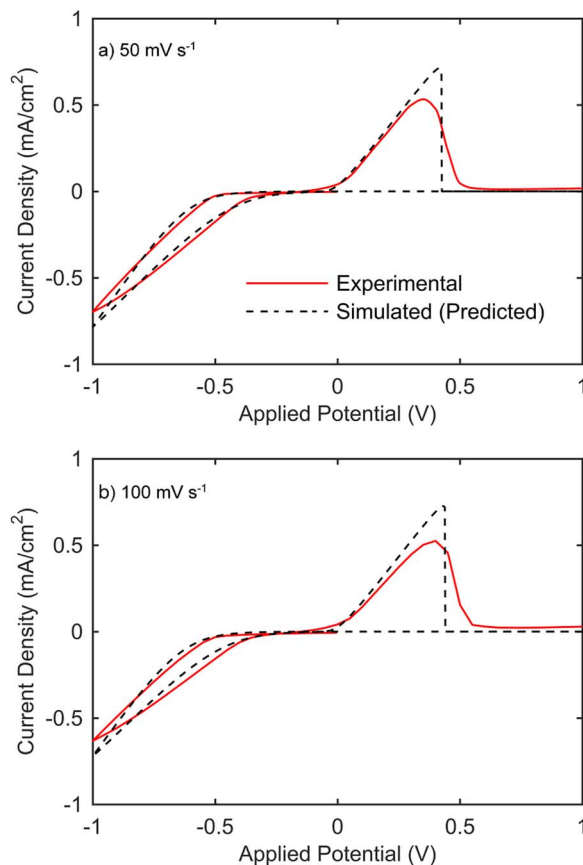 1
a) 50 mV s⁻¹
0.5
0
-0.5
-1
Current Density (mA/cm²)
Experimental
Simulated (Predicted)
-1 -0.5 0 0.5 1
Applied Potential (V)
1
b) 100 mV s⁻¹
0.5
0
-0.5
-1
Current Density (mA/cm²)
-1 -0.5 0 0.5 1
Applied Potential (V)